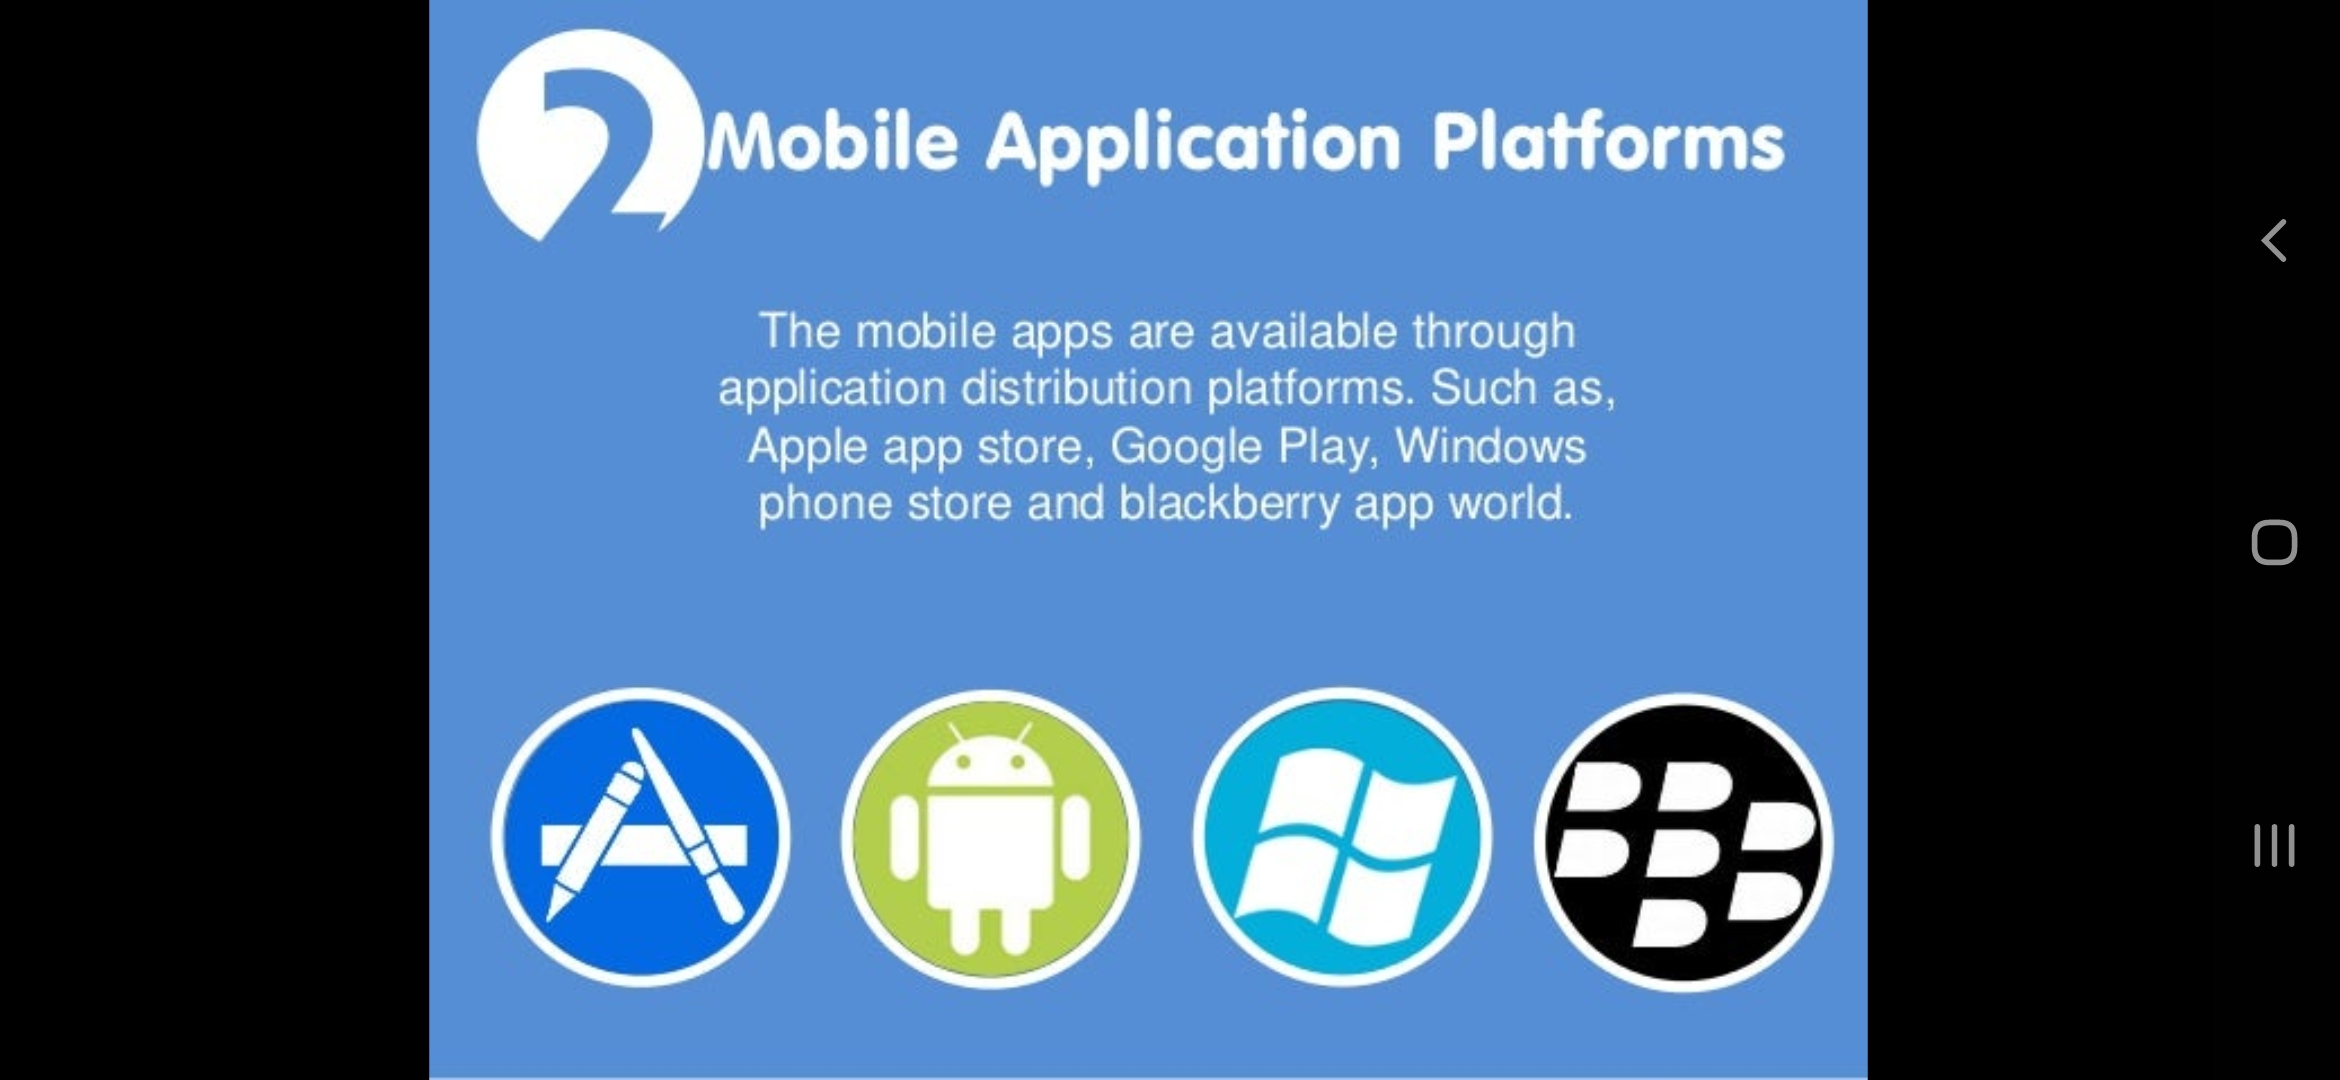 2 Mobile Application Platforms
The mobile apps are available through
application distribution platforms. Such as,
Apple app store, Google Play, Windows
phone store and blackberry app world.